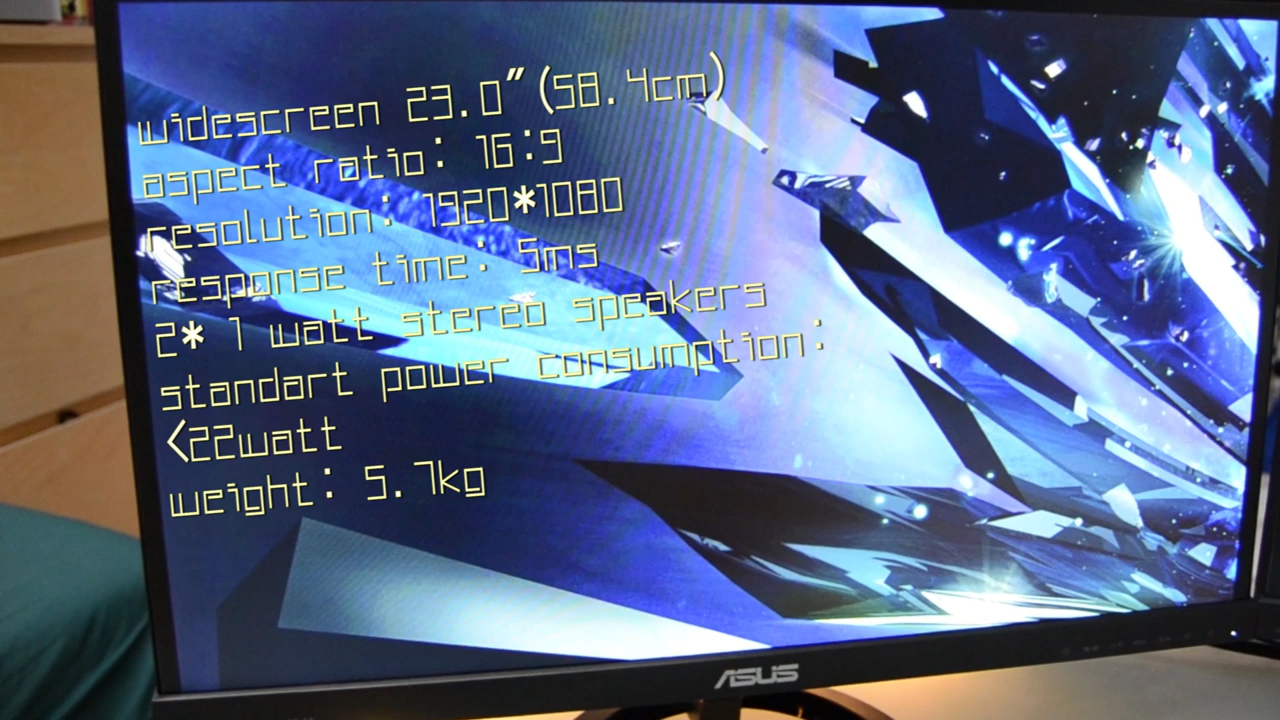 widescreen 23.0"(58.4cm)
aspect ratio: 16:9
resolution: 1920*1080
response time: 5ms
2* 1 watt stereo speakers
standart power consumption:
<22watt
weight: 5.7kg
ASUS